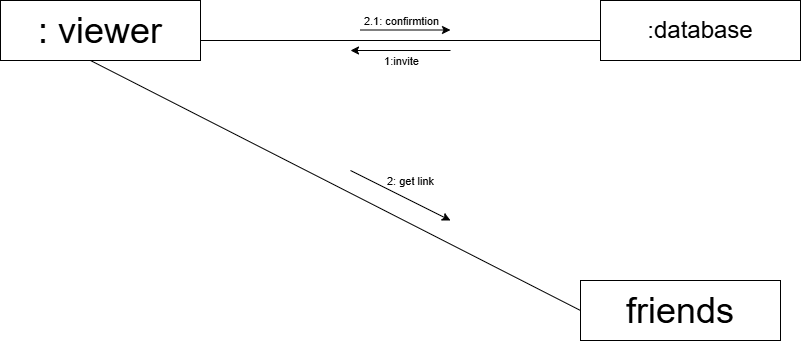 : viewer
2.1: confirmtion
:database
1:invite
2: get link
friends